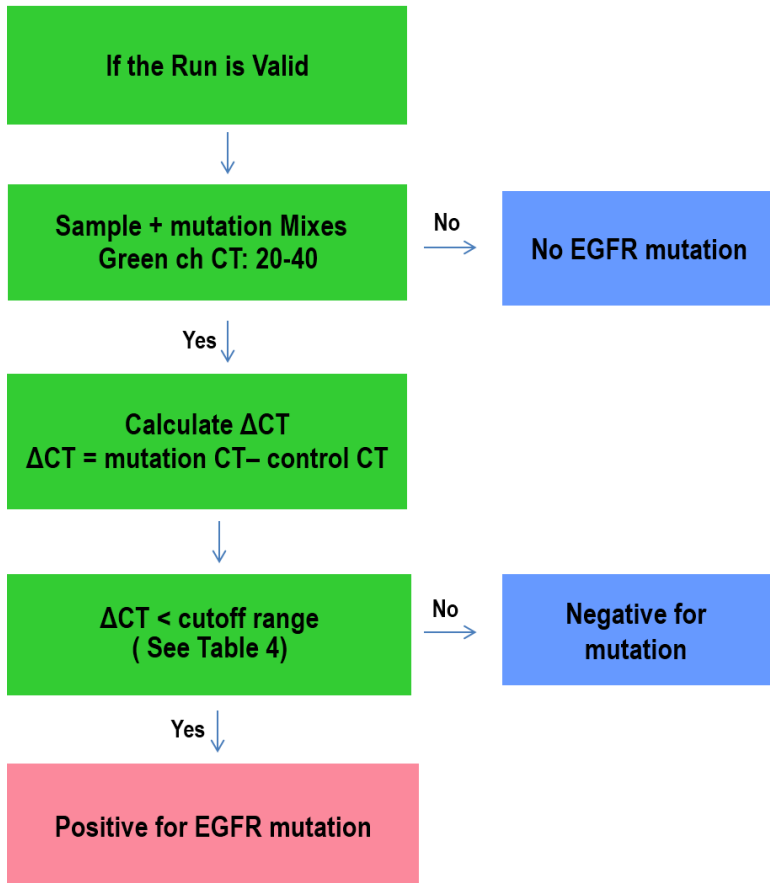 If the Run is Valid
Sample + mutation Mixes
Green ch CT: 20-40
No
No EGFR mutation
Yes
Calculate ΔCT
ΔCT = mutation CT– control CT
ΔCT < cutoff range
( See Table 4)
No
Negative for
mutation
Yes
Positive for EGFR mutation